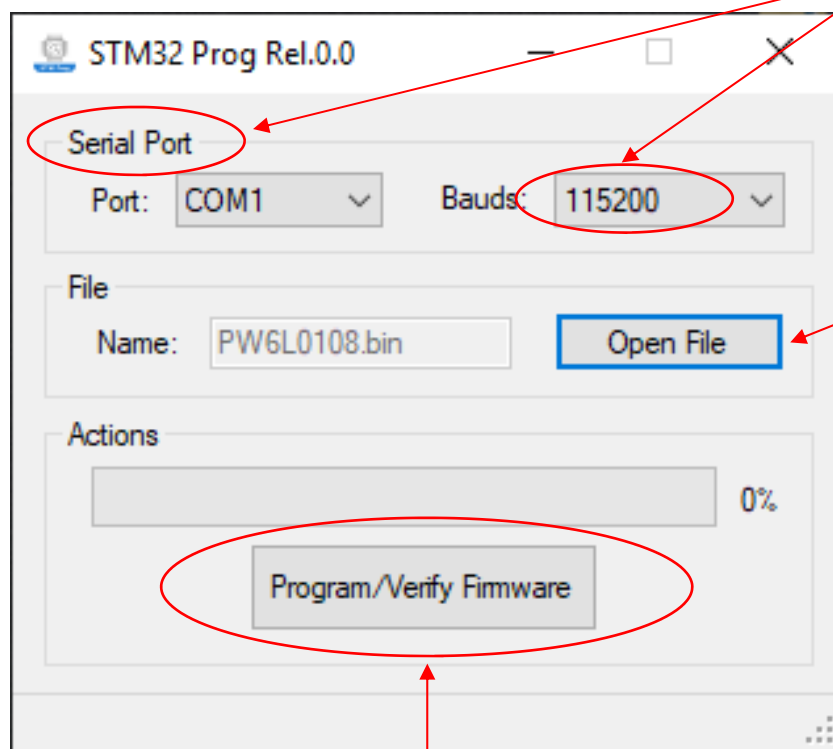 STM32 Prog Rel.0.0
Serial Port
Port: COM1 Bauds: 115200
File
Name: PW6L0108.bin Open File
Actions
0%
Program/Verify Firmware